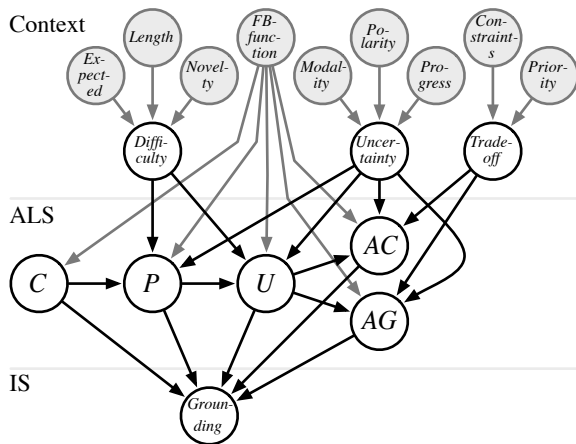 Context
Ex-
pect-
ed
Length
Novel-
ty
FB-
func-
tion
Modal-
ity
Po-
larity
Pro-
gress
Con-
straint-
s
Prior-
ity
Diffi-
culty
Uncer-
tainty
Trade-
off
ALS
C
P
U
AC
AG
IS
Groun-
ding